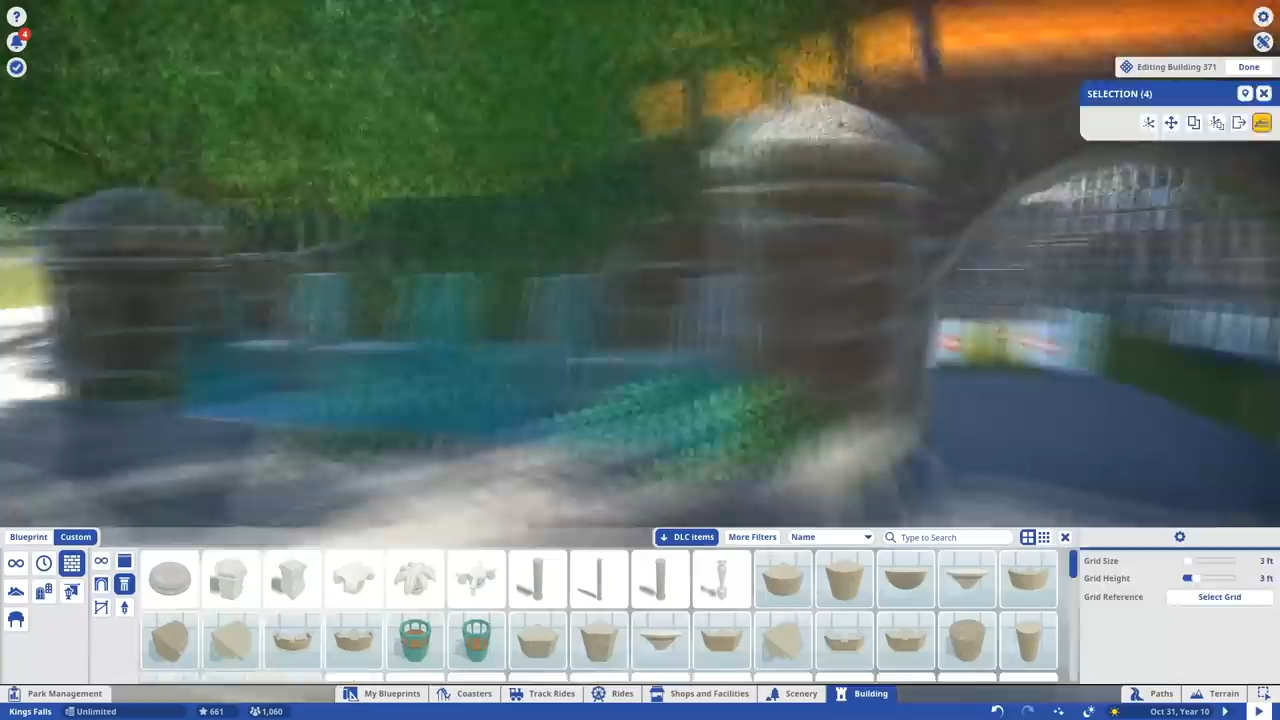 4
Editing Building 371 Done
SELECTION (4)
Blueprint Custom
DLC items More Filters Name Type to Search
Grid Size 3 ft
Grid Height 3 ft
Grid Reference Select Grid
Park Management My Blueprints Coasters Track Rides Rides Shops and Facilities Scenery Building Paths Terrain
Kings Falls Unlimited 661 1,060 Oct 31, Year 10